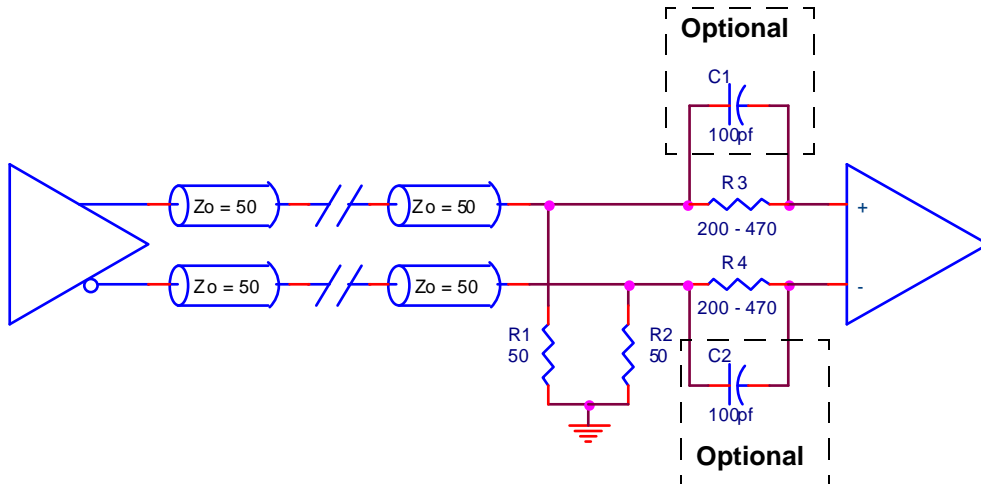 Optional
C1
100pf
R3
Zo = 50
Zo = 50
+
200 - 470
R4
Zo = 50
Zo = 50
-
200 - 470
R1
50
R2
50
C2
100pf
Optional